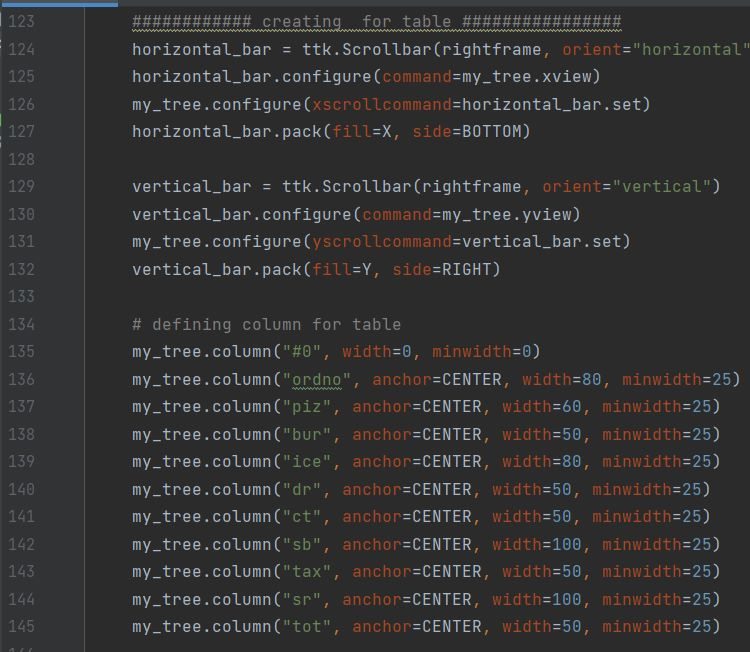 123 ############ creating  for table ################
124 horizontal_bar = ttk.Scrollbar(rightframe, orient="horizontal"
125 horizontal_bar.configure(command=my_tree.xview)
126 my_tree.configure(xscrollcommand=horizontal_bar.set)
127 horizontal_bar.pack(fill=X, side=BOTTOM)
128
129 vertical_bar = ttk.Scrollbar(rightframe, orient="vertical")
130 vertical_bar.configure(command=my_tree.yview)
131 my_tree.configure(yscrollcommand=vertical_bar.set)
132 vertical_bar.pack(fill=Y, side=RIGHT)
133
134 # defining column for table
135 my_tree.column("#0", width=0, minwidth=0)
136 my_tree.column("ordno", anchor=CENTER, width=80, minwidth=25)
137 my_tree.column("piz", anchor=CENTER, width=60, minwidth=25)
138 my_tree.column("bur", anchor=CENTER, width=50, minwidth=25)
139 my_tree.column("ice", anchor=CENTER, width=80, minwidth=25)
140 my_tree.column("dr", anchor=CENTER, width=50, minwidth=25)
141 my_tree.column("ct", anchor=CENTER, width=50, minwidth=25)
142 my_tree.column("sb", anchor=CENTER, width=100, minwidth=25)
143 my_tree.column("tax", anchor=CENTER, width=50, minwidth=25)
144 my_tree.column("sr", anchor=CENTER, width=100, minwidth=25)
145 my_tree.column("tot", anchor=CENTER, width=50, minwidth=25)